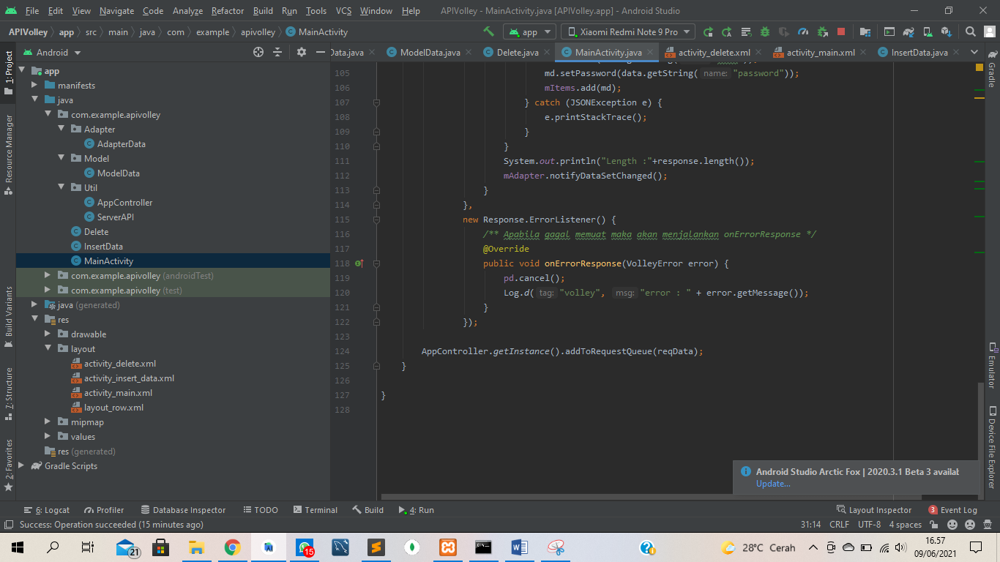 File Edit View Navigate Code Analyze Refactor Build Run Tools VCS Window Help APIVolley - MainActivity.java [APIVolley.app] - Android Studio
APIVolley app src main java com example apivolley MainActivity app Xiaomi Redmi Note 9 Pro
Android Data.java ModelData.java Delete.java MainActivity.java activity_delete.xml activity_main.xml InsertData.java
1: Project
Resource Manager
Build Variants
7: Structure
2: Favorites
app
manifests
java
com.example.apivolley
Adapter
AdapterData
Model
ModelData
Util
AppController
ServerAPI
Delete
InsertData
MainActivity
com.example.apivolley (androidTest)
com.example.apivolley (test)
java (generated)
res
drawable
layout
activity_delete.xml
activity_insert_data.xml
activity_main.xml
layout_row.xml
mipmap
values
res (generated)
Gradle Scripts
105 md.setPassword(data.getString( name: "password"));
106 mItems.add(md);
107 } catch (JSONException e) {
108 e.printStackTrace();
109 }
110 }
111 System.out.println("Length :"+response.length());
112 mAdapter.notifyDataSetChanged();
113 }
114 },
115 new Response.ErrorListener() {
116 /** Apabila gagal memuat maka akan menjalankan onErrorResponse */
117 @Override
118 public void onErrorResponse(VolleyError error) {
119 pd.cancel();
120 Log.d( tag: "volley", msg: "error : " + error.getMessage());
121 }
122 });
123
124 AppController.getInstance().addToRequestQueue(reqData);
125 }
126
127 }
128
Gradle
Emulator
Device File Explorer
Android Studio Arctic Fox | 2020.3.1 Beta 3 availab
Update...
6: Logcat Profiler Database Inspector TODO Terminal Build 4: Run Layout Inspector 3 Event Log
Success: Operation succeeded (15 minutes ago) 31:14 CRLF UTF-8 4 spaces
21 15 28°C Cerah 16.57
09/06/2021